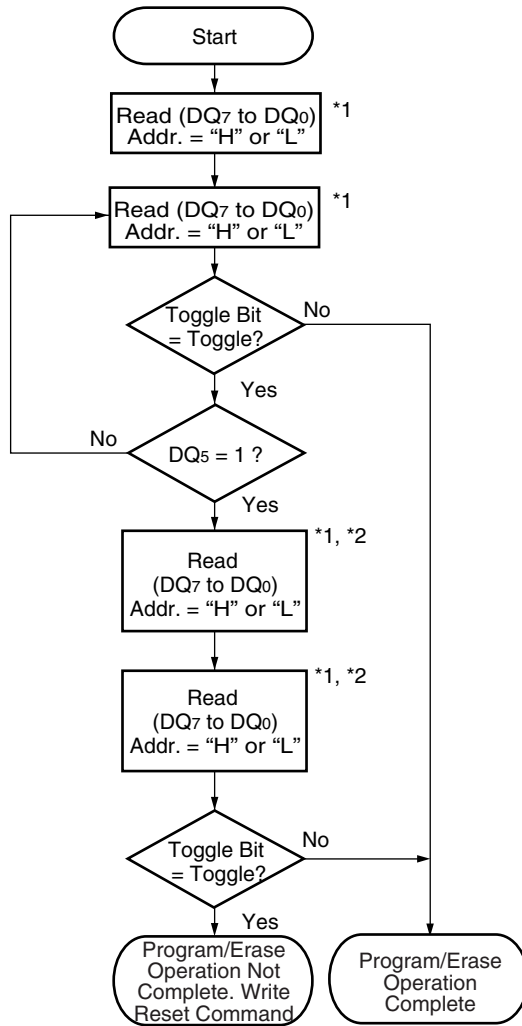 Start
Read (DQ7 to DQ0)
Addr. = “H” or “L”
*1
Read (DQ7 to DQ0)
Addr. = “H” or “L”
*1
Toggle Bit
= Toggle?
No
Yes
No
DQ5 = 1 ?
Yes
*1, *2
Read
(DQ7 to DQ0)
Addr. = “H” or “L”
*1, *2
Read
(DQ7 to DQ0)
Addr. = “H” or “L”
Toggle Bit
= Toggle?
No
Yes
Program/Erase
Operation Not
Complete. Write
Reset Command
Program/Erase
Operation
Complete